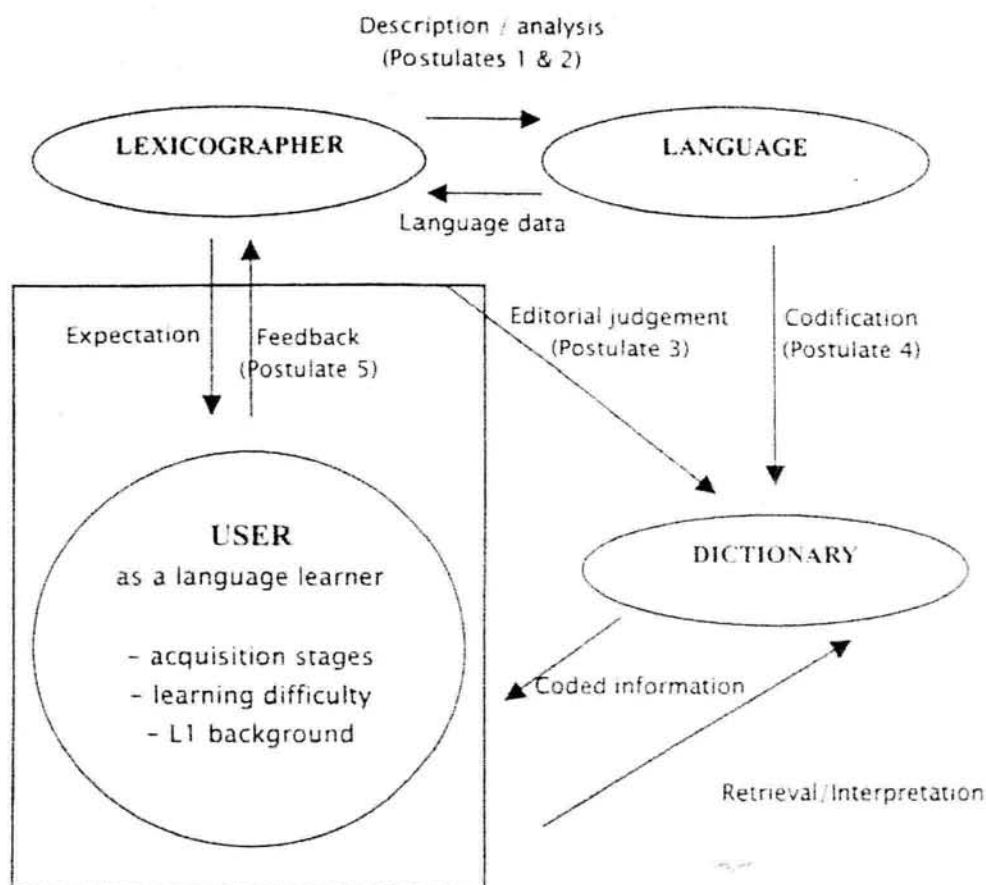 Description / analysis
(Postulates 1 & 2)
LEXICOGRAPHER
LANGUAGE
Language data
Expectation
Feedback
(Postulate 5)
Editorial judgement
(Postulate 3)
Codification
(Postulate 4)
USER
as a language learner
- acquisition stages
- learning difficulty
- L1 background
DICTIONARY
Coded information
Retrieval/Interpretation